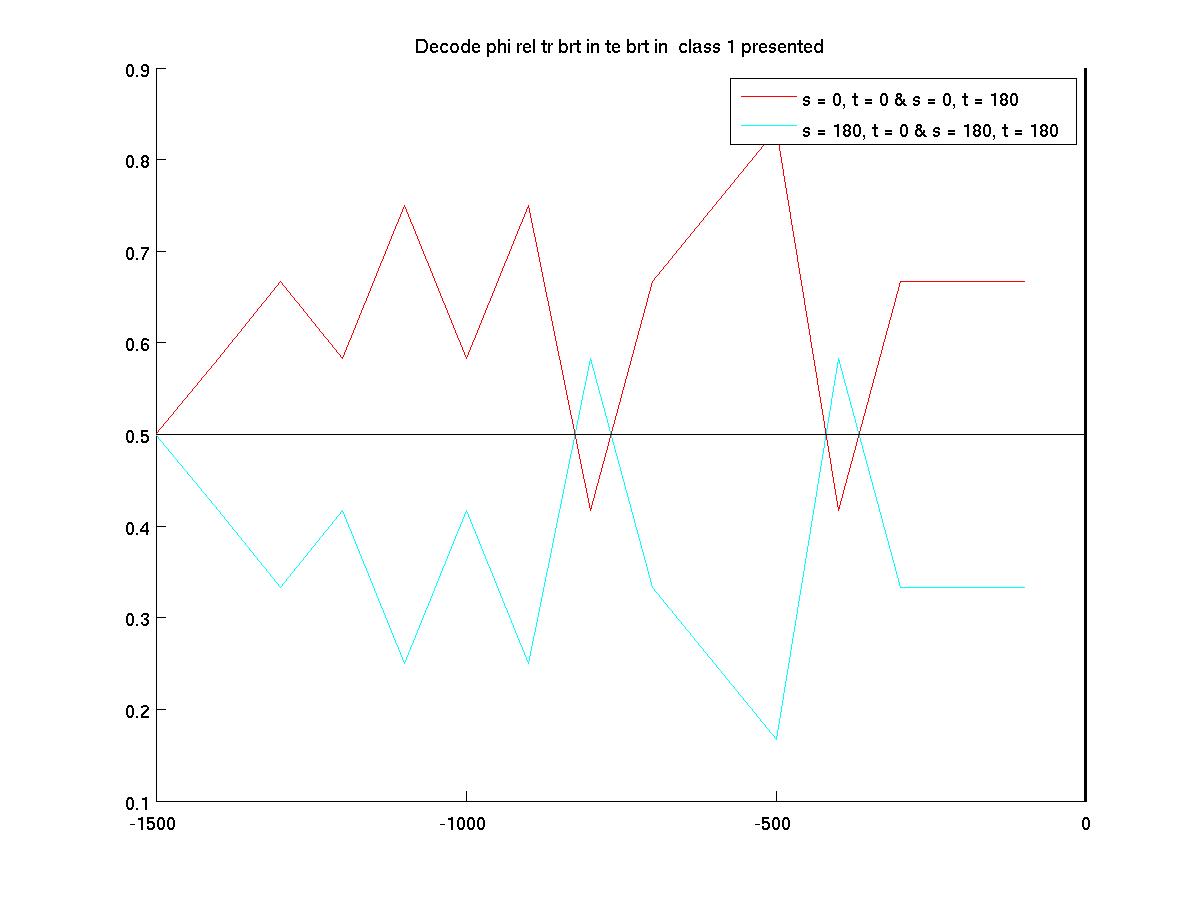 Decode phi rel tr brt in te brt in  class 1 presented
s = 0, t = 0 & s = 0, t = 180
s = 180, t = 0 & s = 180, t = 180
0.9
0.8
0.7
0.6
0.5
0.4
0.3
0.2
0.1
-1500 -1000 -500 0